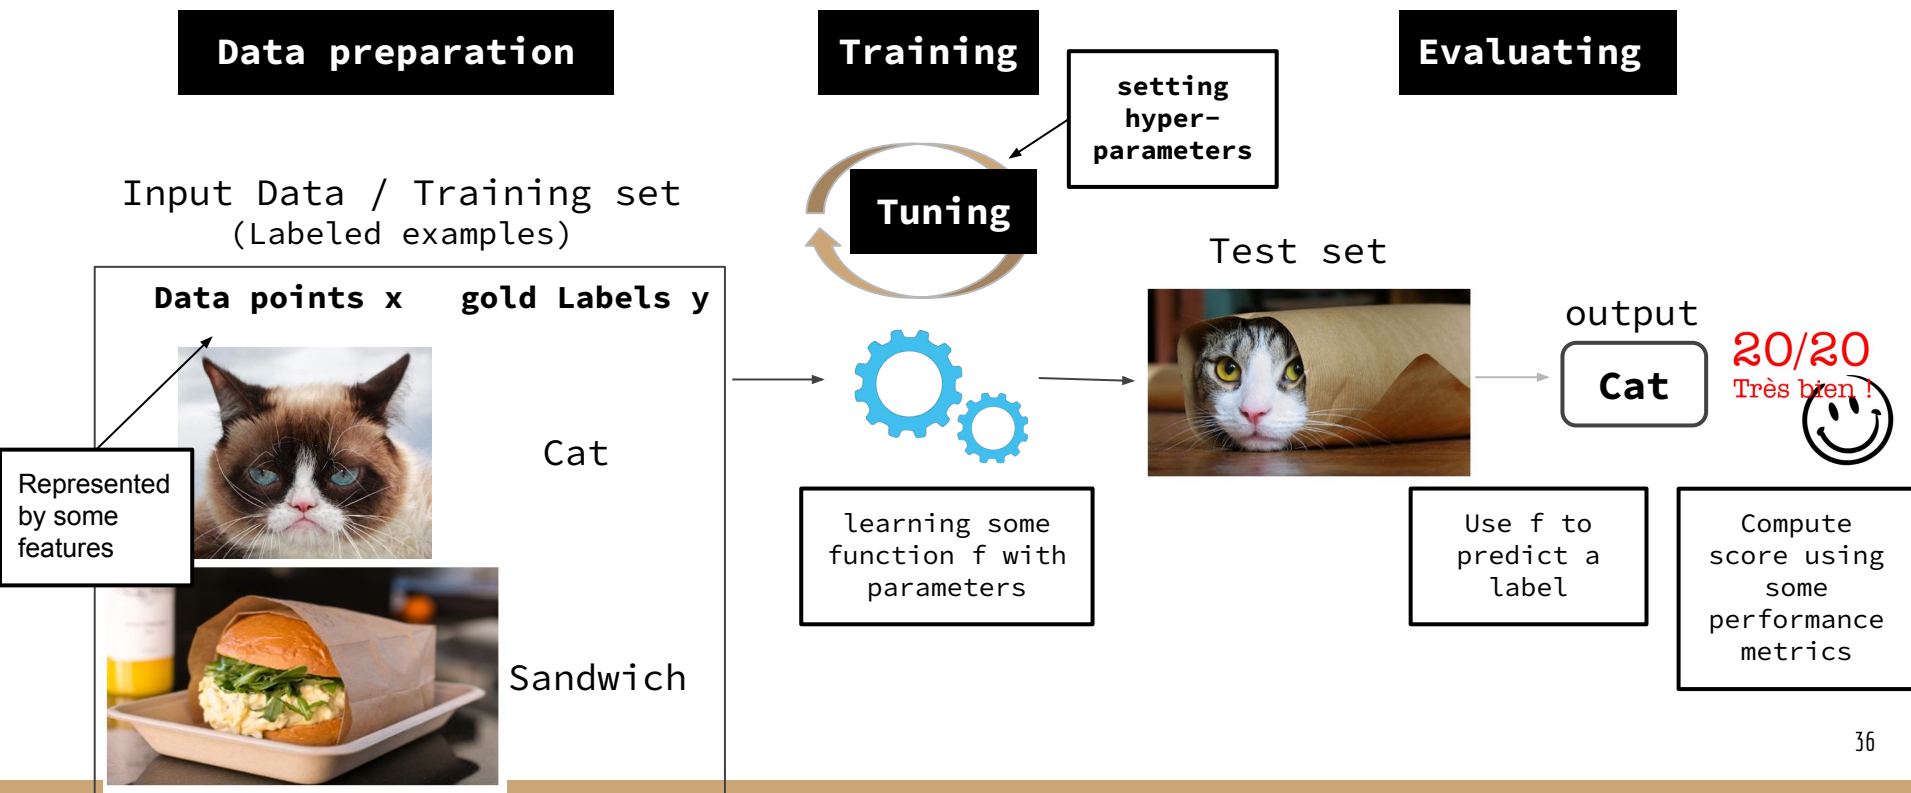 Data preparation
Training
Evaluating
setting
hyper-
parameters
Tuning
Input Data / Training set
(Labeled examples)
Test set
Data points x
gold Labels y
output
Cat
20/20
Très bien !
Cat
Represented
by some
features
learning some
function f with
parameters
Use f to
predict a
label
Compute
score using
some
performance
metrics
Sandwich
36